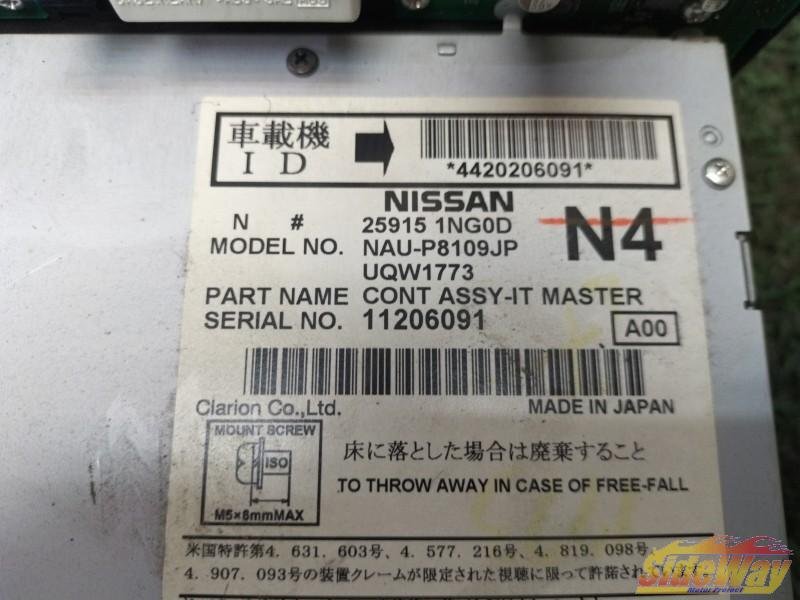 車載機
I D
*4420206091*
NISSAN
N # 25915 1NG0D
N4
MODEL NO. NAU-P8109JP
UQW1773
PART NAME CONT ASSY-IT MASTER
SERIAL NO. 11206091
A00
Clarion Co.,Ltd.
MADE IN JAPAN
MOUNT SCREW
ISO
M5×8mmMAX
床に落とした場合は廃棄すること
TO THROW AWAY IN CASE OF FREE-FALL
米国特許第4. 631. 603号、4. 577. 216号、4. 819. 098号、
4. 907. 093号の装置クレームが限定された視聴に限って許諾されます
SideWay
Motor Project